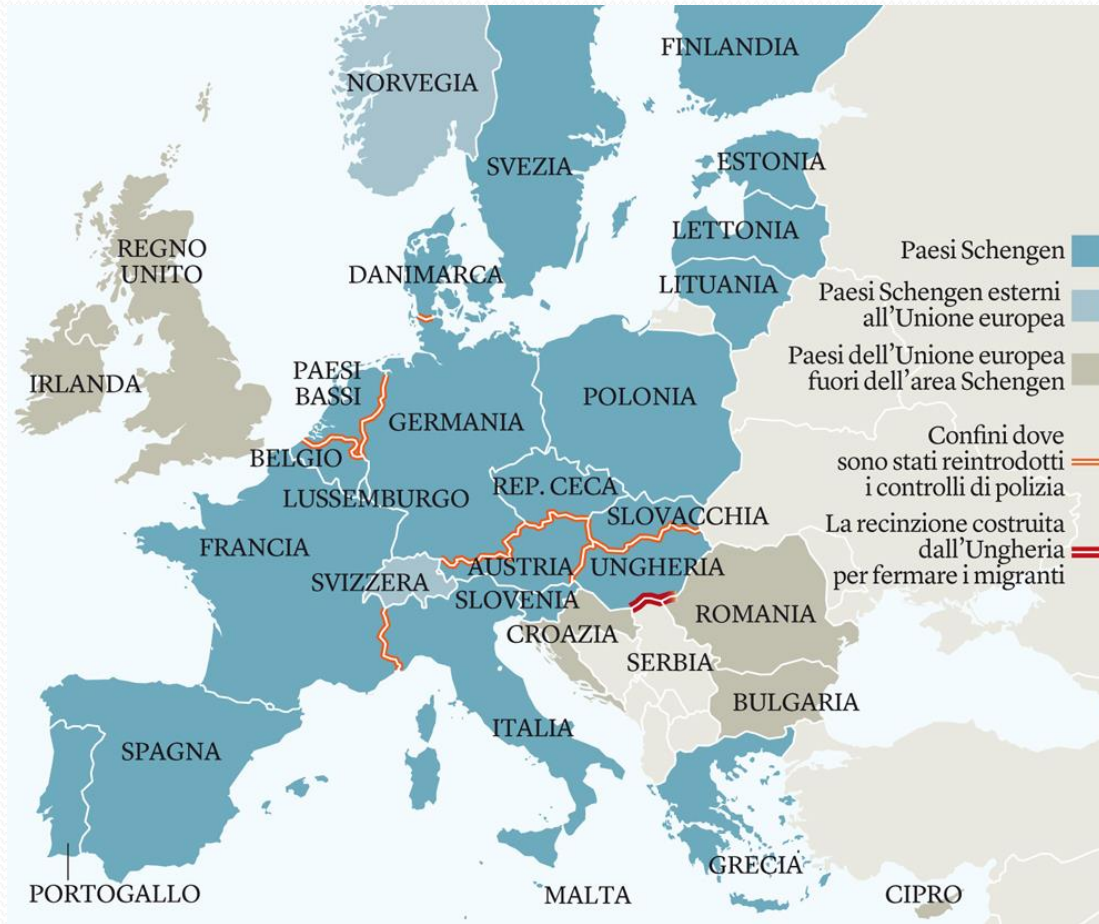 FINLANDIA
NORVEGIA
SVEZIA
ESTONIA
LETTONIA
LITUANIA
REGNO
UNITO
DANIMARCA
IRLANDA
PAESI
BASSI
GERMANIA
POLONIA
BELGIO
LUSSEMBURGO
REP. CECA
SLOVACCHIA
FRANCIA
SVIZZERA
AUSTRIA
UNGHERIA
SLOVENIA
CROAZIA
ROMANIA
SERBIA
BULGARIA
ITALIA
SPAGNA
PORTOGALLO
MALTA
GRECIA
CIPRO
Paesi Schengen
Paesi Schengen esterni
all'Unione europea
Paesi dell'Unione europea
fuori dell'area Schengen
Confini dove
sono stati reintrodotti
i controlli di polizia
La recinzione costruita
dall'Ungheria
per fermare i migranti